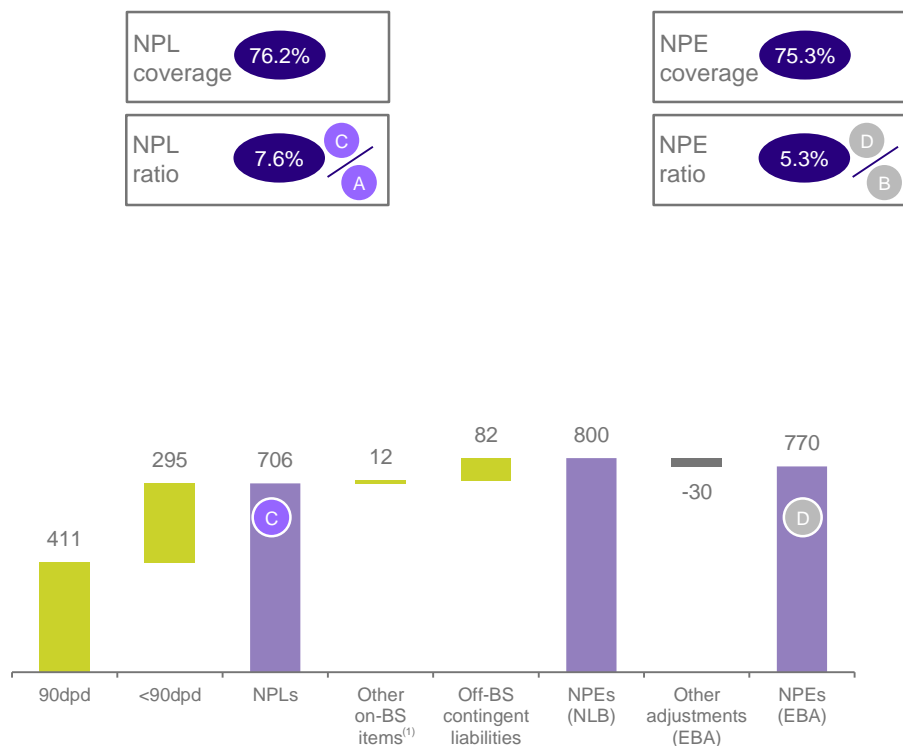 NPL
coverage
76.2%
NPE
coverage
75.3%
NPL
ratio
7.6%
C
A
NPE
ratio
5.3%
D
B
411
295
706
12
82
800
-30
770
C
D
90dpd
<90dpd
NPLs
Other
on-BS
items(1)
Off-BS
contingent
liabilities
NPEs
(NLB)
Other
adjustments
(EBA)
NPEs
(EBA)